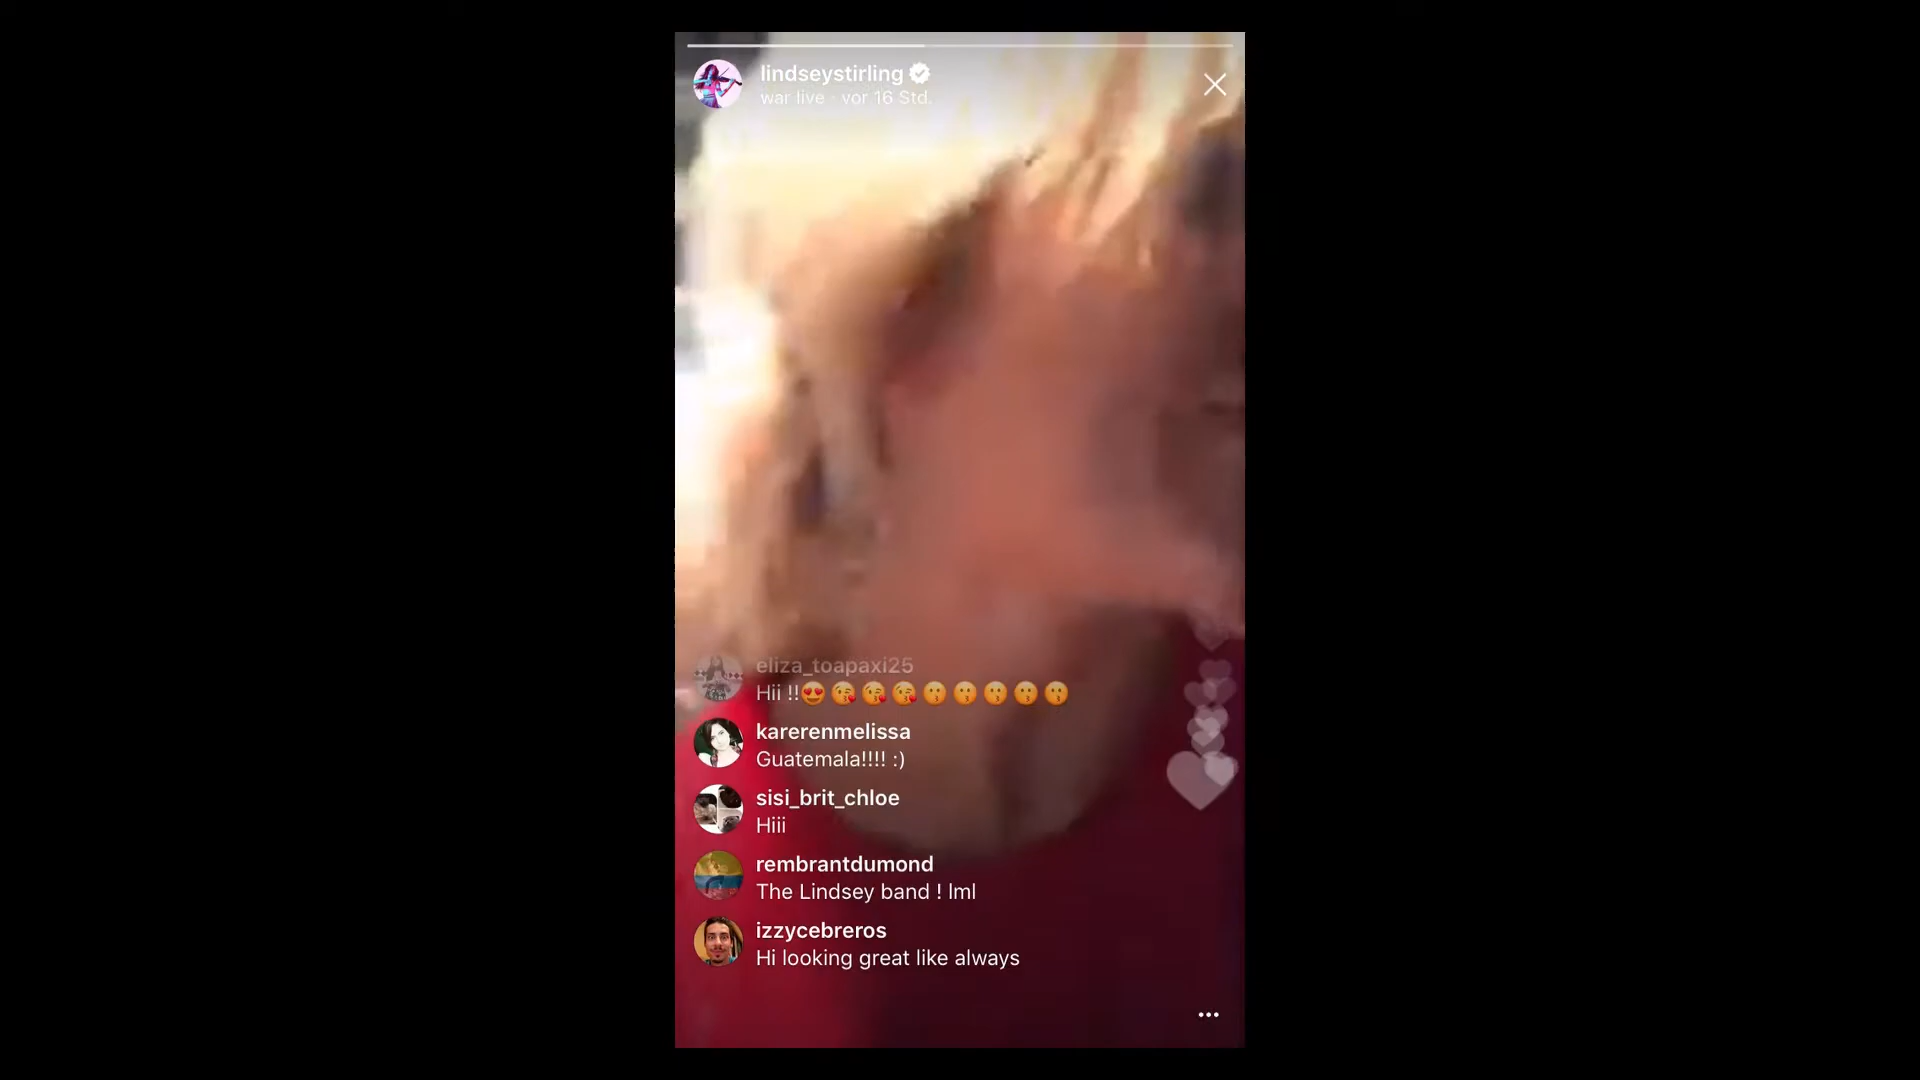 lindseystirling
war live · vor 16 Std.
eliza_toapaxi25
Hii !!😍😘😘😘😗😗😗😗😗
karerenmelissa
Guatemala!!!! :)
sisi_brit_chloe
Hiii
rembrantdumond
The Lindsey band ! lml
izzycebreros
Hi looking great like always